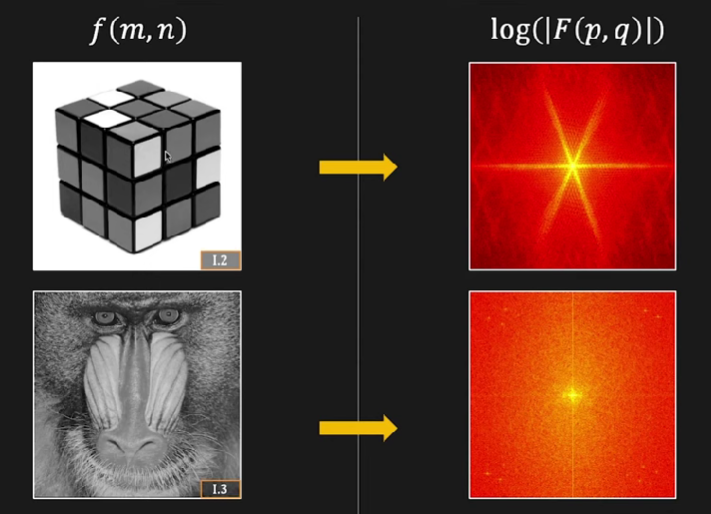 f(m,n)
log(|F(p,q)|)
I.2
I.3